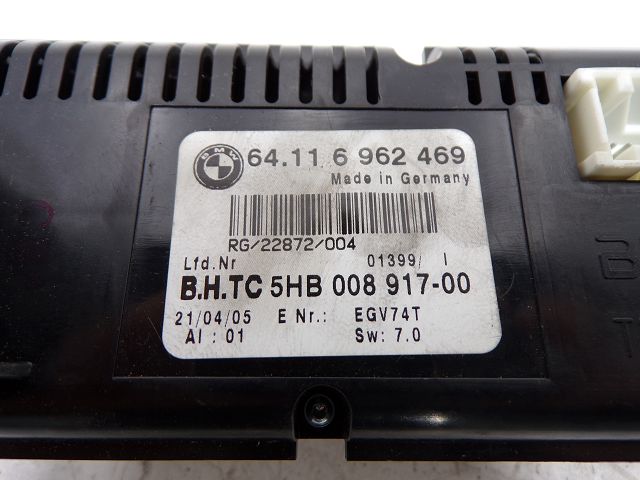 BMW
64.11 6 962 469
Made in Germany
RG/22872/004
Lfd.Nr 01399/ I
B.H.TC 5HB 008 917-00
21/04/05 E Nr.: EGV74T
AI: 01 Sw: 7.0
B
T